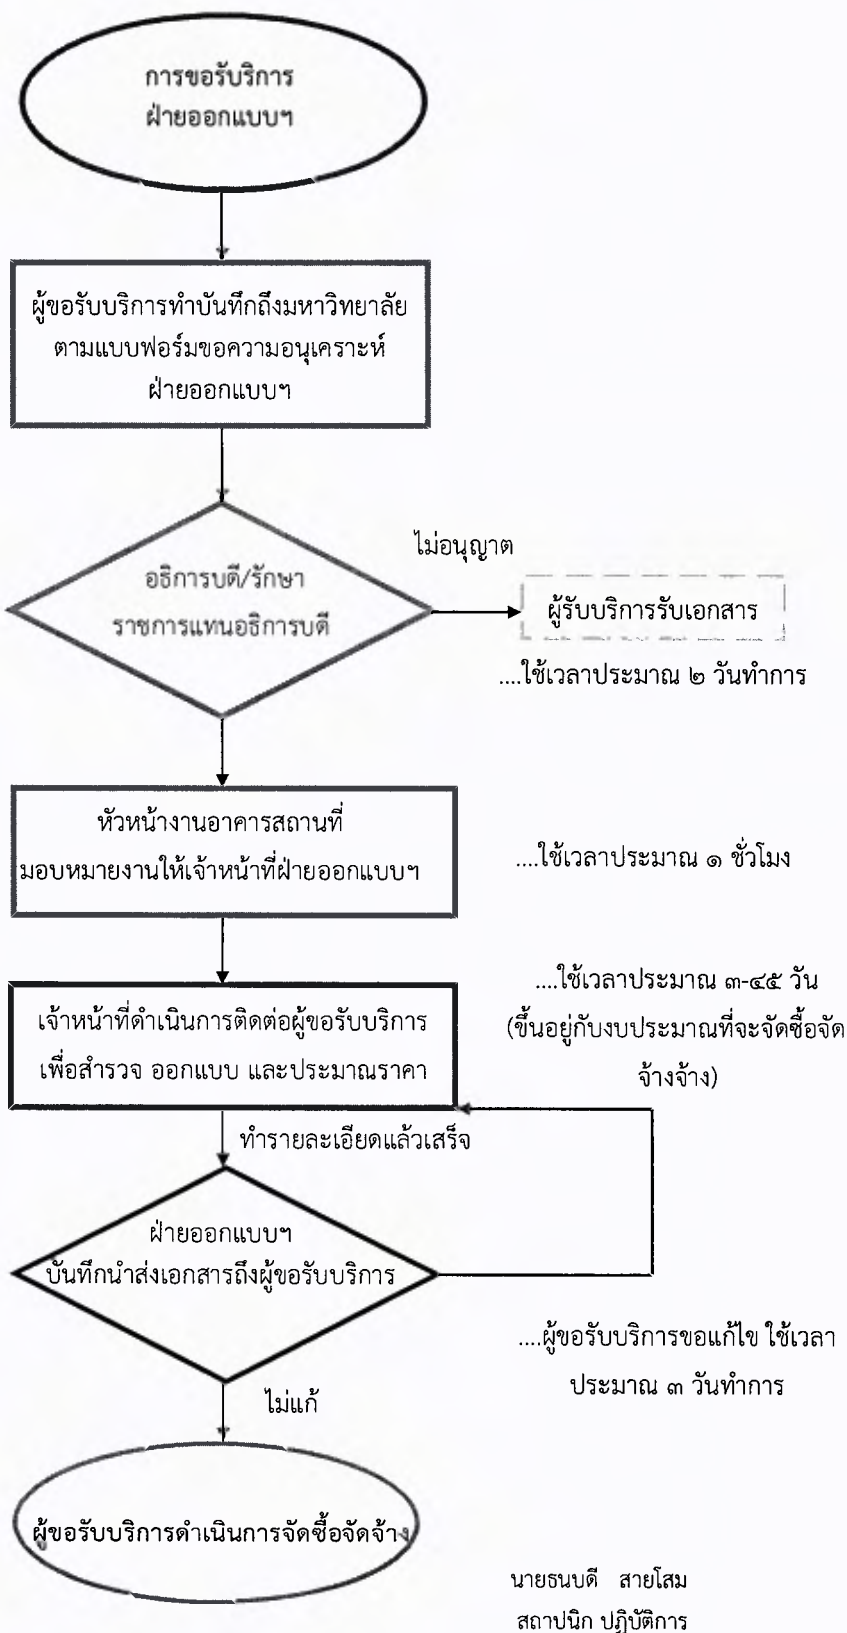 การขอรับริการ
ฝ่ายออกแบบฯ
ผู้ขอรับบริการทำบันทึกถึงมหาวิทยาลัย
ตามแบบฟอร์มขอความอนุเคราะห์
ฝ่ายออกแบบฯ
ไม่อนุญาต
อธิการบดี/รักษา
ราชการแทนอธิการบดี
ผู้รับบริการรับเอกสาร
....ใช้เวลาประมาณ ๒ วันทำการ
หัวหน้างานอาคารสถานที่
มอบหมายงานให้เจ้าหน้าที่ฝ่ายออกแบบฯ
....ใช้เวลาประมาณ ๑ ชั่วโมง
....ใช้เวลาประมาณ ๓-๔๕ วัน
(ขึ้นอยู่กับงบประมาณที่จะจัดซื้อจัด
จ้างจ้าง)
เจ้าหน้าที่ดำเนินการติดต่อผู้ขอรับบริการ
เพื่อสำรวจ ออกแบบ และประมาณราคา
ทำรายละเอียดแล้วเสร็จ
ฝ่ายออกแบบฯ
บันทึกนำส่งเอกสารถึงผู้ขอรับบริการ
....ผู้ขอรับบริการขอแก้ไข ใช้เวลา
ประมาณ ๓ วันทำการ
ไม่แก้
ผู้ขอรับบริการดำเนินการจัดซื้อจัดจ้าง
นายธนบดี สายโสม
สถาปนิก ปฏิบัติการ